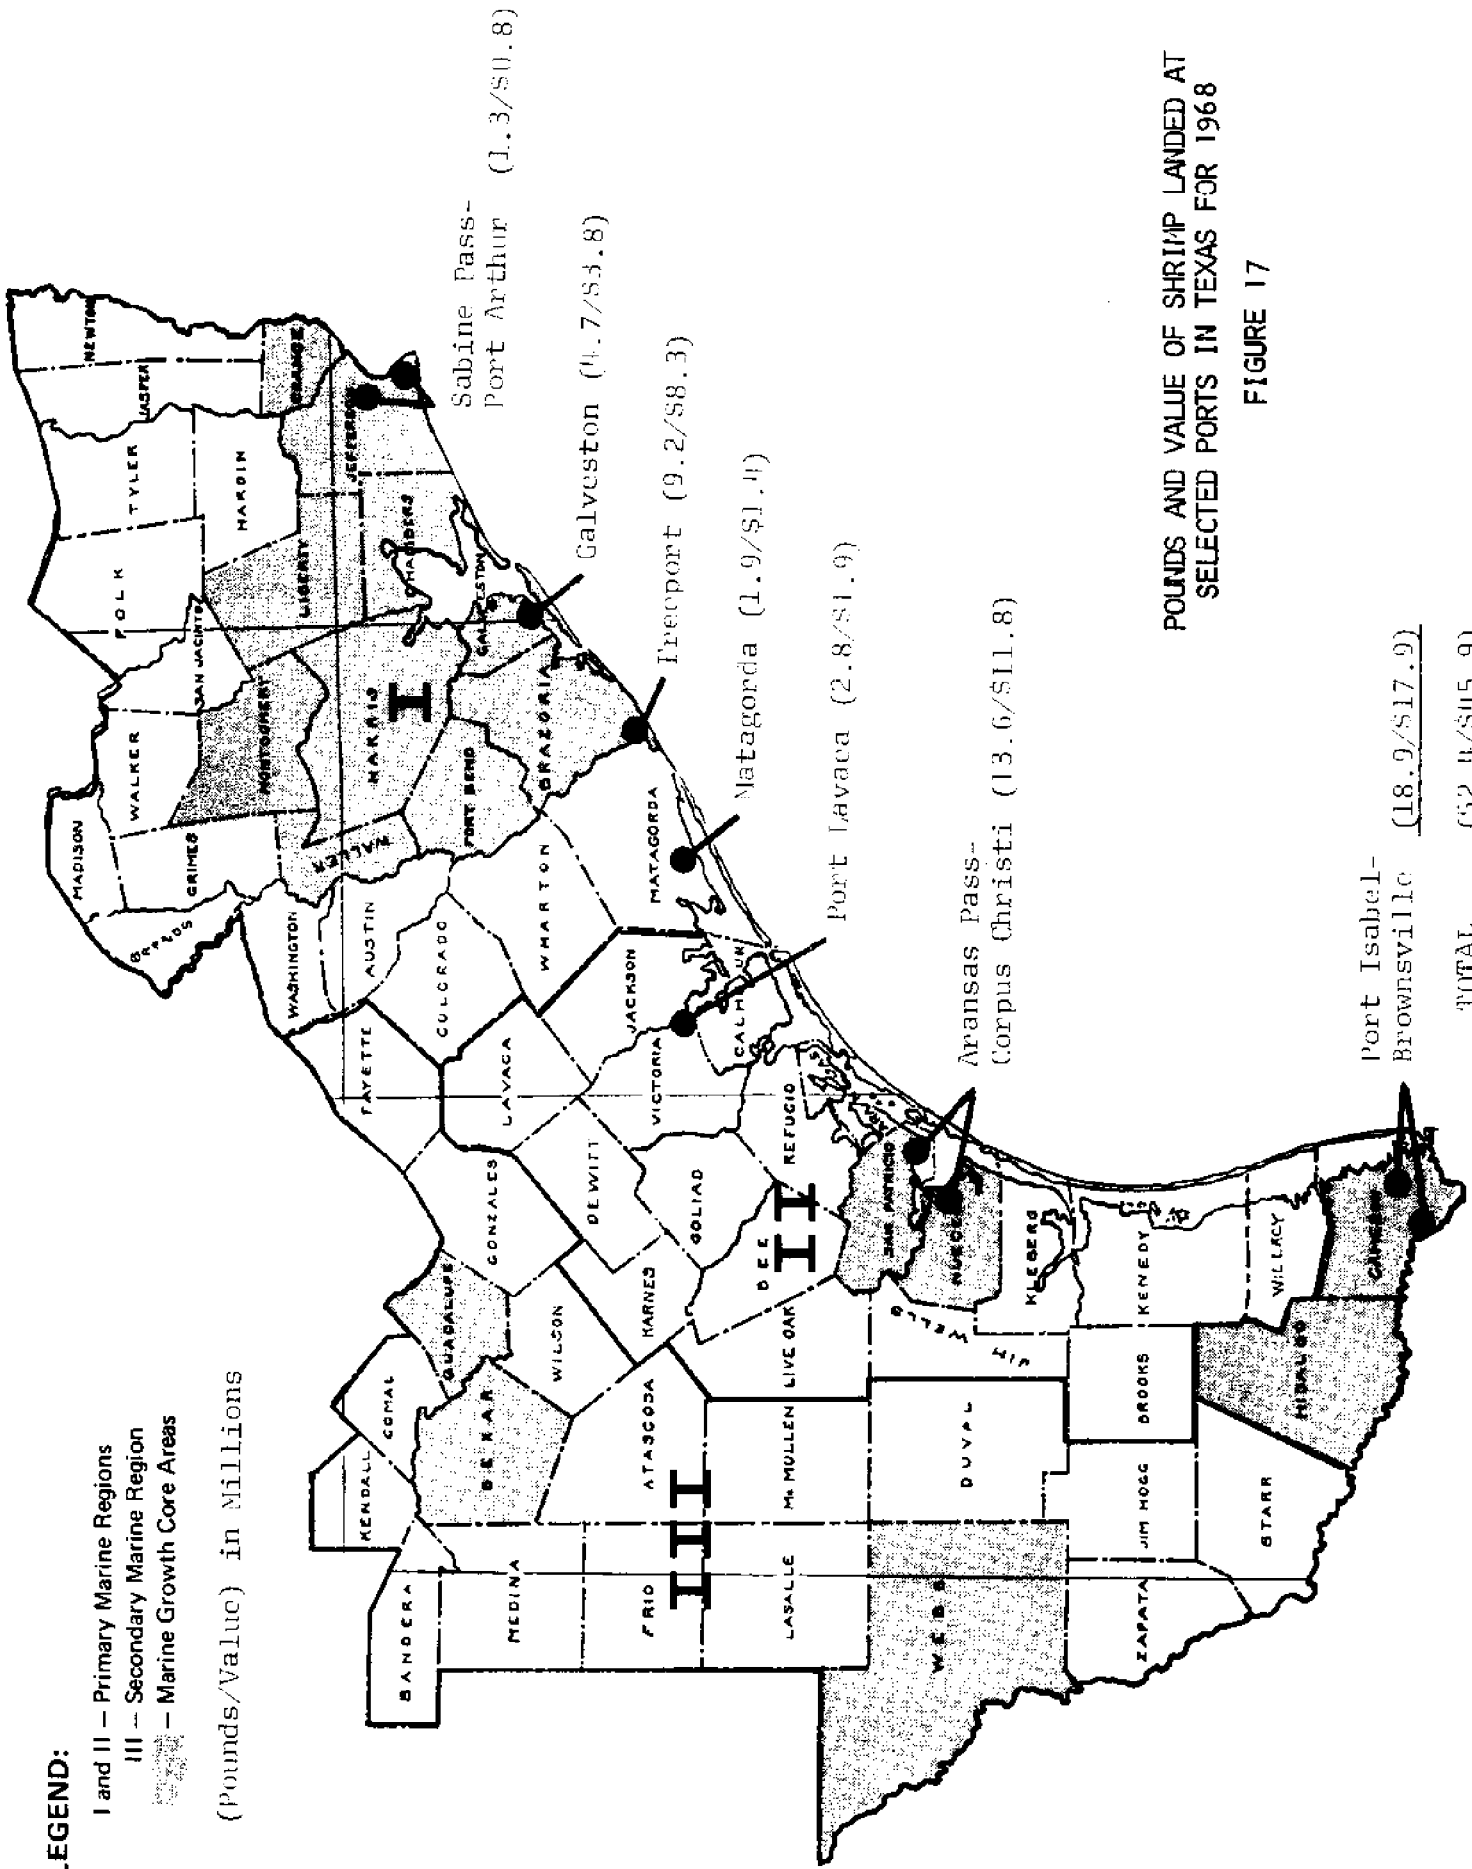 .EGEND:
I and II – Primary Marine Regions
III – Secondary Marine Region
– Marine Growth Core Areas
(Pounds/Value) in Millions
NEWTON
JASPER
ORANGE
TYLER
HARDIN
JEFFERSON
POLK
LIBERTY
CHAMBERS
SAN JACINTO
GALVESTON
WALKER
MONTGOMERY
HARRIS
I
BRAZORIA
MADISON
GRIMES
WALLER
FORT BEND
BRAZOS
WASHINGTON
AUSTIN
COLORADO
WHARTON
MATAGORDA
FAYETTE
LAVACA
JACKSON
CALHOUN
GONZALES
DEWITT
VICTORIA
REFUGIO
GUADALUPE
GOLIAD
BEE
II
SAN PATRICIO
NUECES
WILSON
KARNES
LIVE OAK
JIM WELLS
KLEBERG
KENEDY
WILLACY
CAMERON
COMAL
KENDALL
BEXAR
ATASCOSA
McMULLEN
DUVAL
BROOKS
HIDALGO
BANDERA
MEDINA
FRIO
III
LASALLE
WEBB
JIM HOGG
ZAPATA
STARR
Sabine Pass-
Port Arthur (1.3/$0.8)
Galveston (4.7/$3.8)
Freeport (9.2/$8.3)
Matagorda (1.9/$1.4)
Port Lavaca (2.8/$1.9)
Aransas Pass-
Corpus Christi (13.6/$11.8)
Port Isabel-
Brownsville (18.9/$17.9)
TOTAL
POUNDS AND VALUE OF SHRIMP LANDED AT
SELECTED PORTS IN TEXAS FOR 1968
FIGURE 17